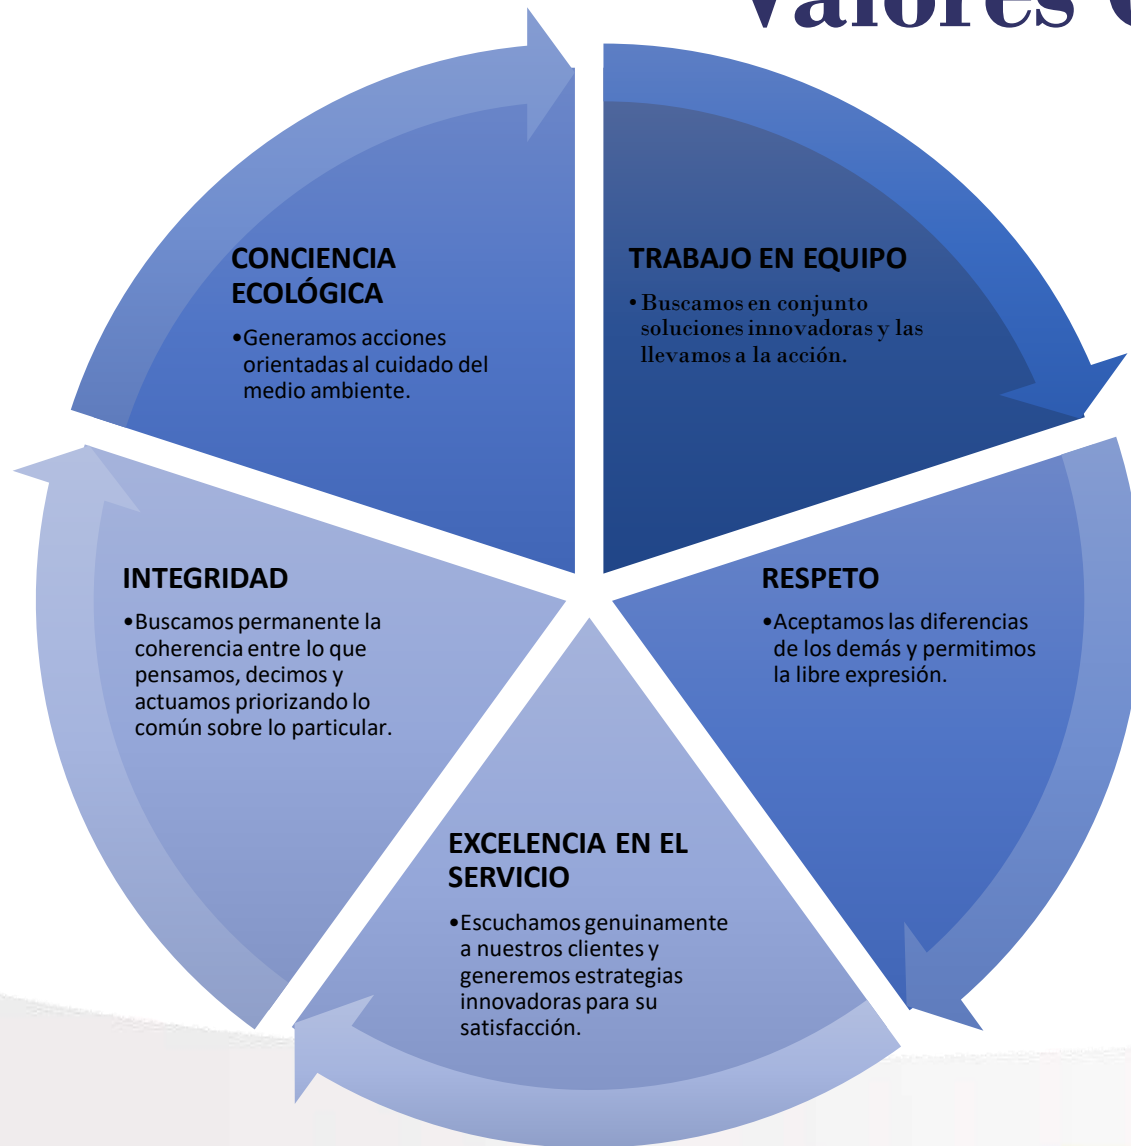 Valores
TRABAJO EN EQUIPO
•Buscamos en conjunto
soluciones innovadoras y las
llevamos a la acción.
RESPETO
•Aceptamos las diferencias
de los demás y permitimos
la libre expresión.
EXCELENCIA EN EL
SERVICIO
•Escuchamos genuinamente
a nuestros clientes y
generemos estrategias
innovadoras para su
satisfacción.
INTEGRIDAD
•Buscamos permanente la
coherencia entre lo que
pensamos, decimos y
actuamos priorizando lo
común sobre lo particular.
CONCIENCIA
ECOLÓGICA
•Generamos acciones
orientadas al cuidado del
medio ambiente.